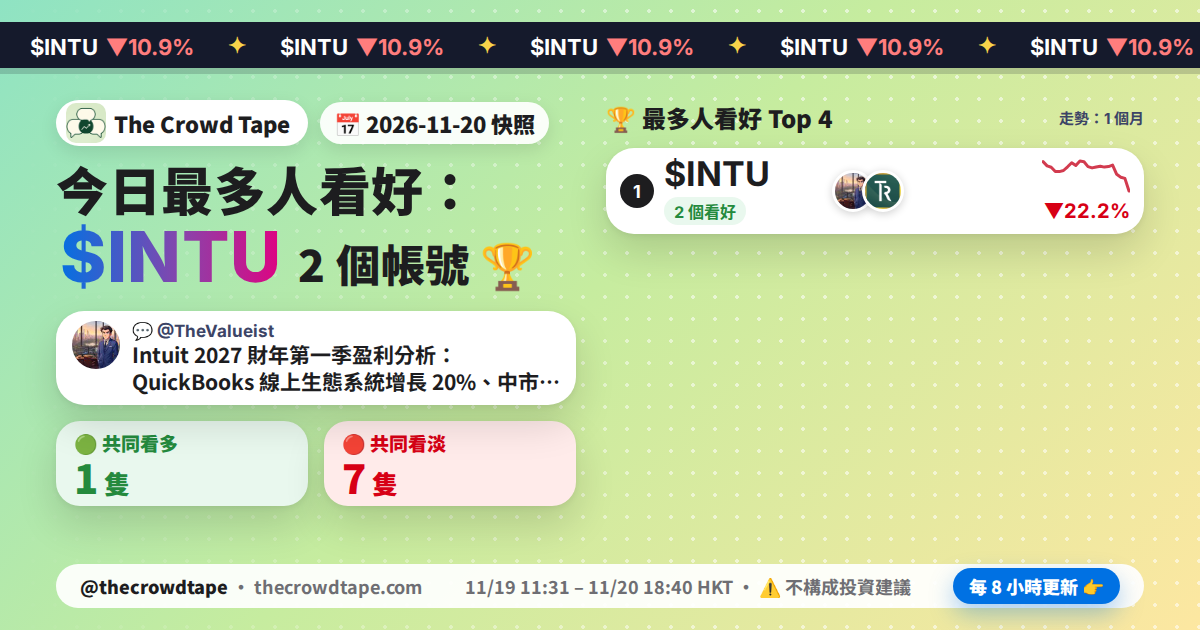 $INTU ▼10.9% ✦ $INTU ▼10.9% ✦ $INTU ▼10.9% ✦ $INTU ▼10.9% ✦ $INTU ▼10.9%
The Crowd Tape
📅 2026-11-20 快照
今日最多人看好：
$INTU 2 個帳號 🏆
💬 @TheValueist
Intuit 2027 財年第一季盈利分析：
QuickBooks 線上生態系統增長 20%、中市⋯
🟢 共同看多
1 隻
🔴 共同看淡
7 隻
🏆 最多人看好 Top 4
走勢：1個月
1
$INTU
2 個看好
TR
▼22.2%
@thecrowdtape • thecrowdtape.com
11/19 11:31 – 11/20 18:40 HKT • ⚠️ 不構成投資建議
每 8 小時更新 👉